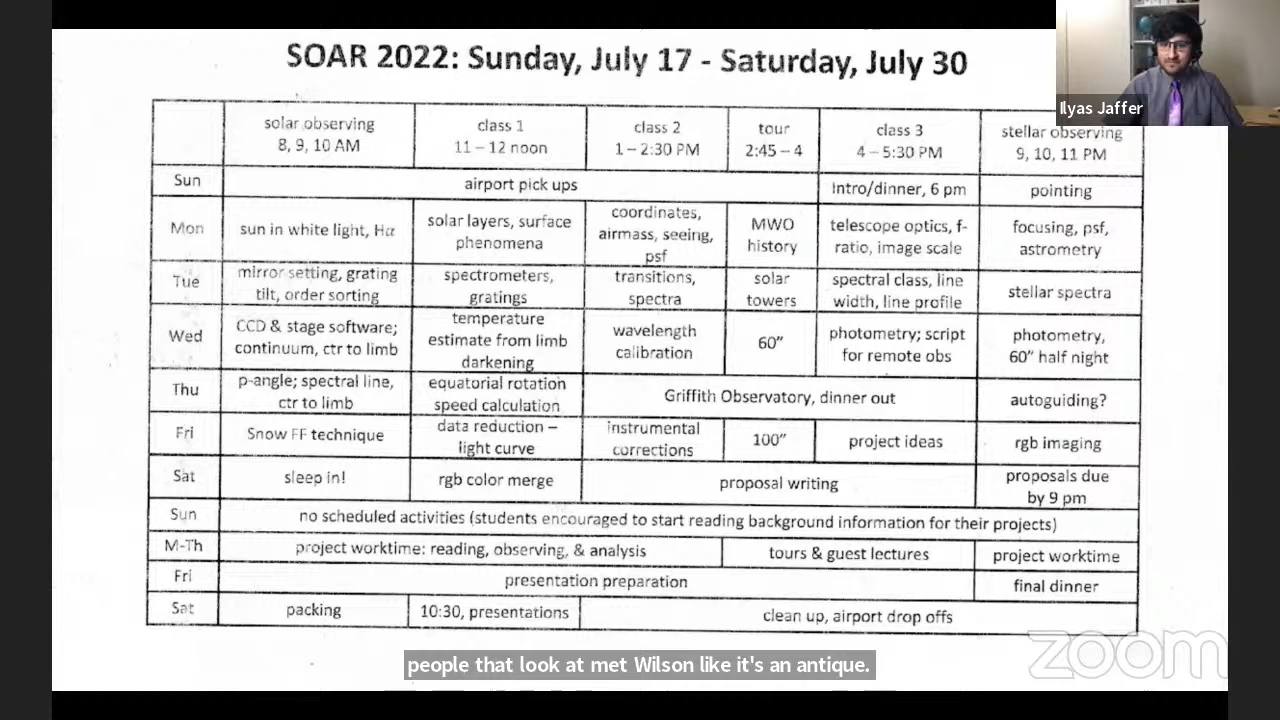 SOAR 2022: Sunday, July 17 - Saturday, July 30
Ilyas Jaffer
solar observing
8, 9, 10 AM
class 1
11 – 12 noon
class 2
1 – 2:30 PM
tour
2:45 – 4
class 3
4 – 5:30 PM
stellar observing
9, 10, 11 PM
Sun
airport pick ups
Intro/dinner, 6 pm
pointing
Mon
sun in white light, Hα
solar layers, surface
phenomena
coordinates,
airmass, seeing,
psf
MWO
history
telescope optics, f-
ratio, image scale
focusing, psf,
astrometry
Tue
mirror setting, grating
tilt, order sorting
spectrometers,
gratings
transitions,
spectra
solar
towers
spectral class, line
width, line profile
stellar spectra
Wed
CCD & stage software;
continuum, ctr to limb
temperature
estimate from limb
darkening
wavelength
calibration
60”
photometry; script
for remote obs
photometry,
60” half night
Thu
p-angle; spectral line,
ctr to limb
equatorial rotation
speed calculation
Griffith Observatory, dinner out
autoguiding?
Fri
Snow FF technique
data reduction –
light curve
instrumental
corrections
100”
project ideas
rgb imaging
Sat
sleep in!
rgb color merge
proposal writing
proposals due
by 9 pm
Sun
no scheduled activities (students encouraged to start reading background information for their projects)
M-Th
project worktime: reading, observing, & analysis
tours & guest lectures
project worktime
Fri
presentation preparation
final dinner
Sat
packing
10:30, presentations
clean up, airport drop offs
zoom
people that look at met Wilson like it's an antique.